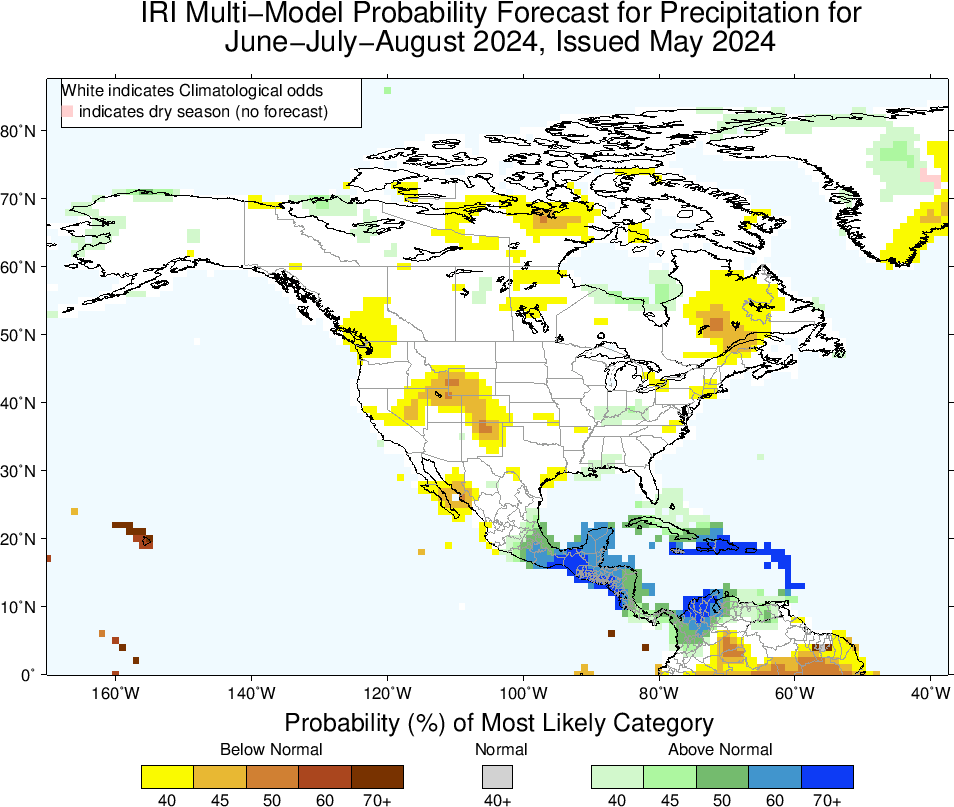 IRI Multi−Model Probability Forecast for Precipitation for
June−July−August 2024, Issued May 2024
White indicates Climatological odds
indicates dry season (no forecast)
80°N
70°N
60°N
50°N
40°N
30°N
20°N
10°N
0°
160°W 140°W 120°W 100°W 80°W 60°W 40°W
Probability (%) of Most Likely Category
Below Normal Normal Above Normal
40 45 50 60 70+ 40+ 40 45 50 60 70+